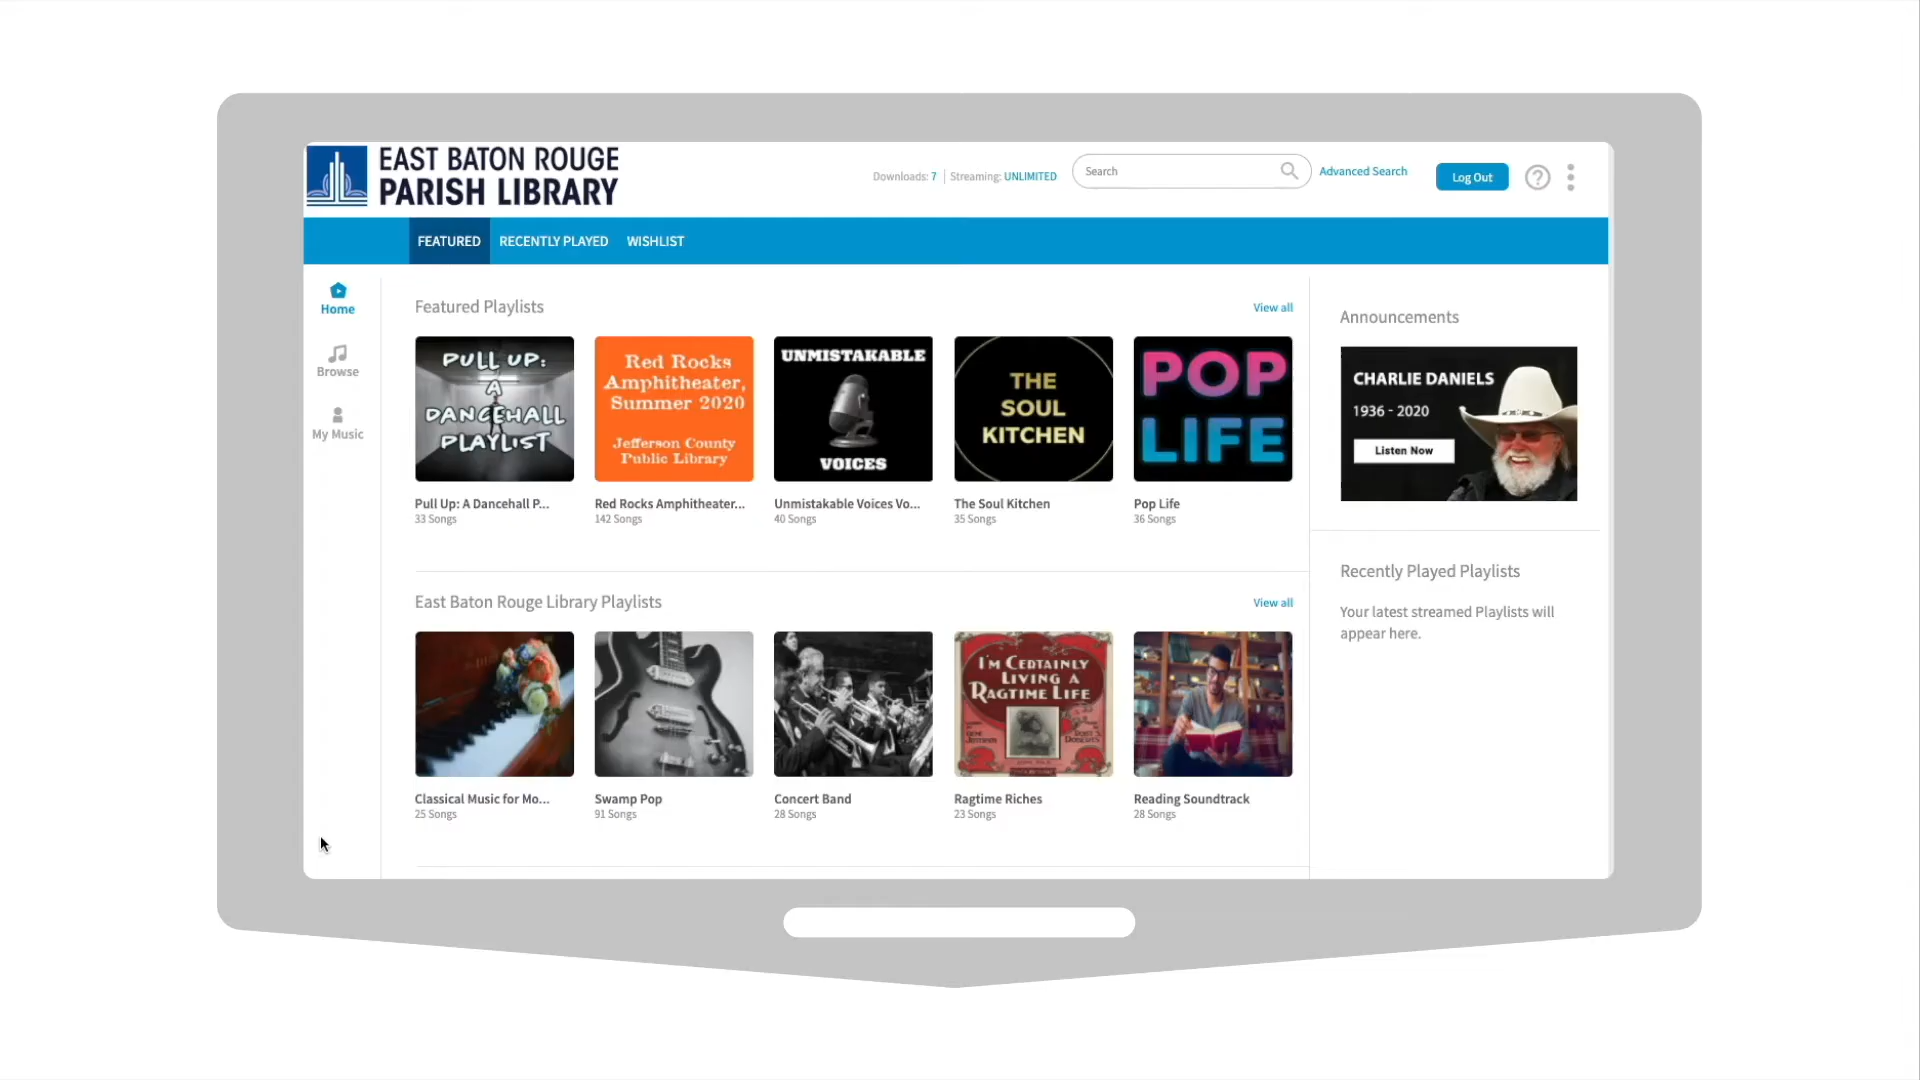 EAST BATON ROUGE
PARISH LIBRARY
Downloads: 7
Streaming: UNLIMITED
Search
Advanced Search
Log Out
FEATURED
RECENTLY PLAYED
WISHLIST
Home
Browse
My Music
Featured Playlists
View all
PULL UP:
A
DANCEHALL
PLAYLIST
Red Rocks
Amphitheater,
Summer 2020
Jefferson County
Public Library
UNMISTAKABLE
VOICES
THE
SOUL
KITCHEN
POP
LIFE
Pull Up: A Dancehall P...
33 Songs
Red Rocks Amphitheater...
142 Songs
Unmistakable Voices Vo...
40 Songs
The Soul Kitchen
35 Songs
Pop Life
36 Songs
East Baton Rouge Library Playlists
View all
I'M CERTAINLY
LIVING A
RAGTIME LIFE
Classical Music for Mo...
25 Songs
Swamp Pop
91 Songs
Concert Band
28 Songs
Ragtime Riches
23 Songs
Reading Soundtrack
28 Songs
Announcements
CHARLIE DANIELS
1936 - 2020
Listen Now
Recently Played Playlists
Your latest streamed Playlists will
appear here.